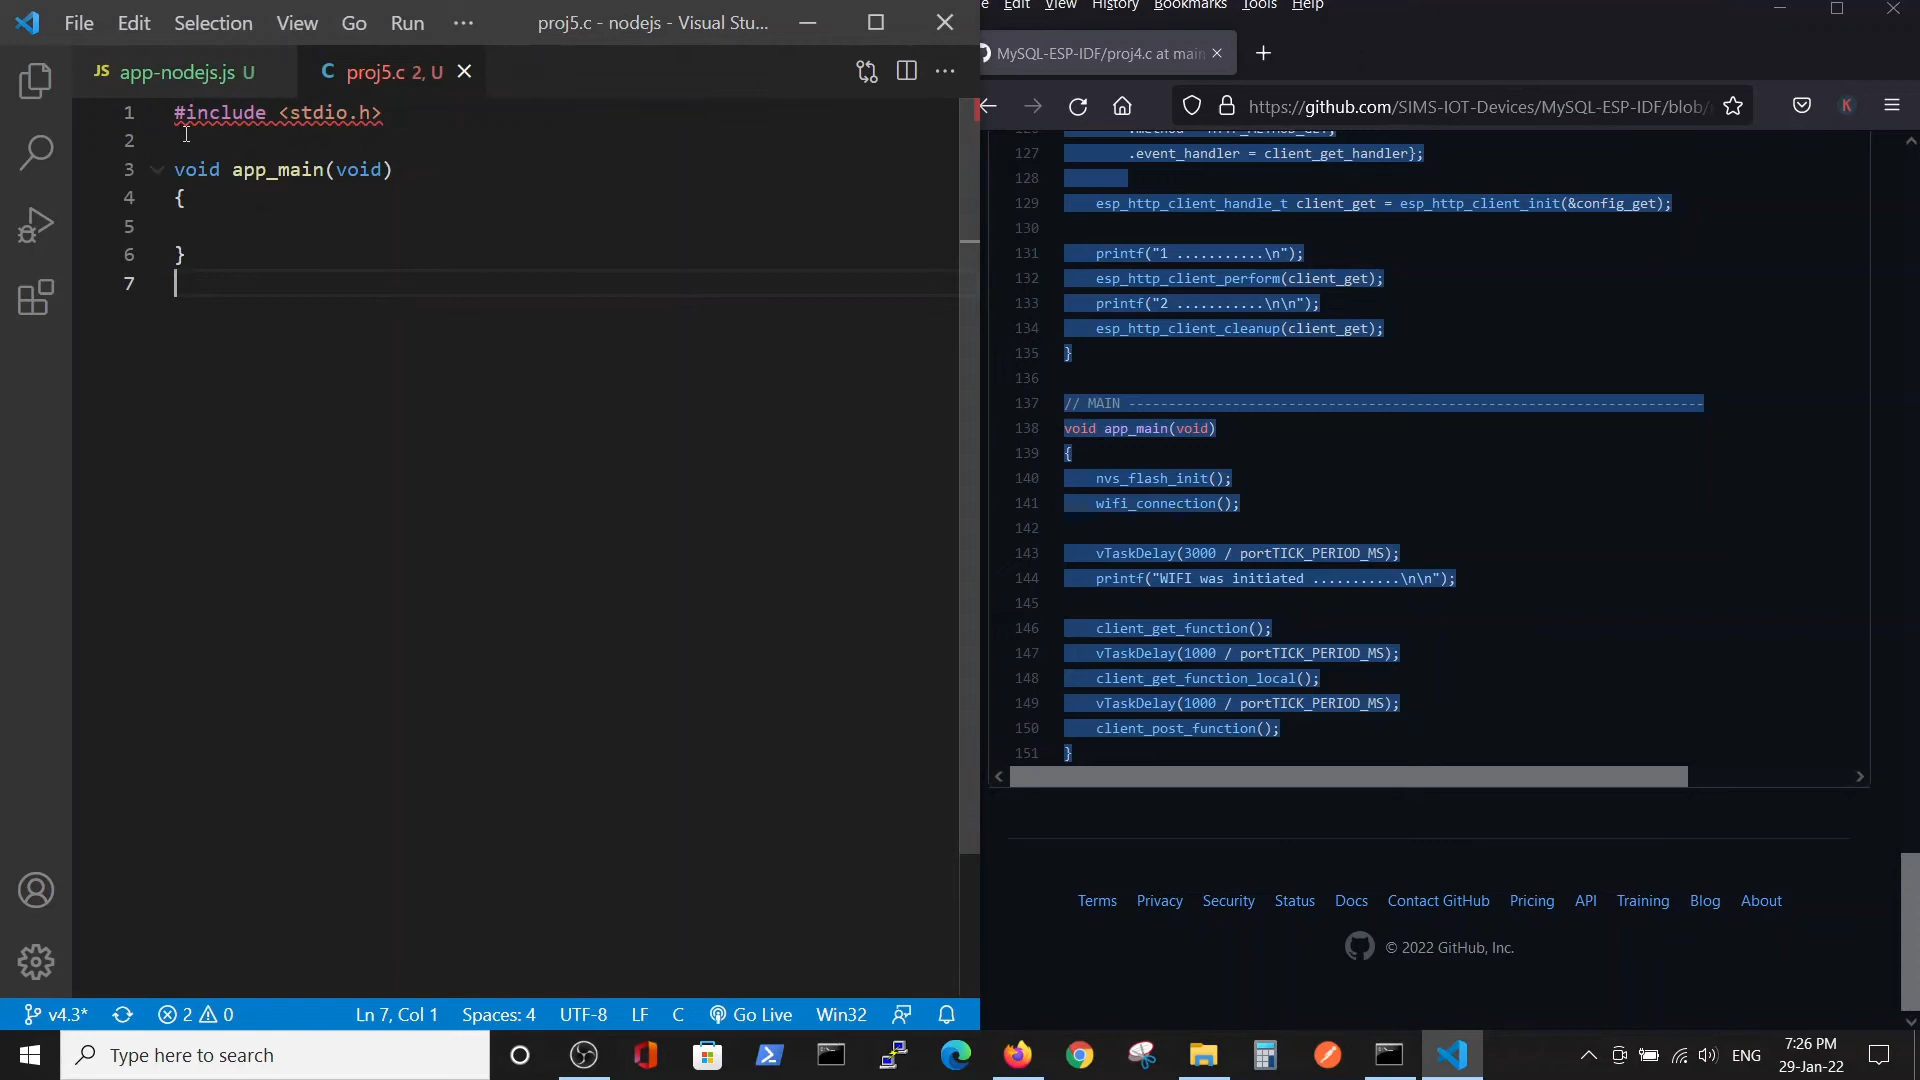 File Edit Selection View Go Run ··· proj5.c - nodejs - Visual Stu...
JS app-nodejs.js U
C proj5.c 2, U
1 #include <stdio.h>
2
3 void app_main(void)
4 {
5
6 }
7
v4.3* 2 0 Ln 7, Col 1 Spaces: 4 UTF-8 LF C Go Live Win32
Edit View History Bookmarks Tools Help
MySQL-ESP-IDF/proj4.c at main
https://github.com/SIMS-IOT-Devices/MySQL-ESP-IDF/blob/
127 .event_handler = client_get_handler};
128
129 esp_http_client_handle_t client_get = esp_http_client_init(&config_get);
130
131 printf("1 ...........\n");
132 esp_http_client_perform(client_get);
133 printf("2 ...........\n\n");
134 esp_http_client_cleanup(client_get);
135 }
136
137 // MAIN ------------------------------------------------------------------------
138 void app_main(void)
139 {
140 nvs_flash_init();
141 wifi_connection();
142
143 vTaskDelay(3000 / portTICK_PERIOD_MS);
144 printf("WIFI was initiated ...........\n\n");
145
146 client_get_function();
147 vTaskDelay(1000 / portTICK_PERIOD_MS);
148 client_get_function_local();
149 vTaskDelay(1000 / portTICK_PERIOD_MS);
150 client_post_function();
151 }
Terms Privacy Security Status Docs Contact GitHub Pricing API Training Blog About
© 2022 GitHub, Inc.
Type here to search
ENG
7:26 PM
29-Jan-22